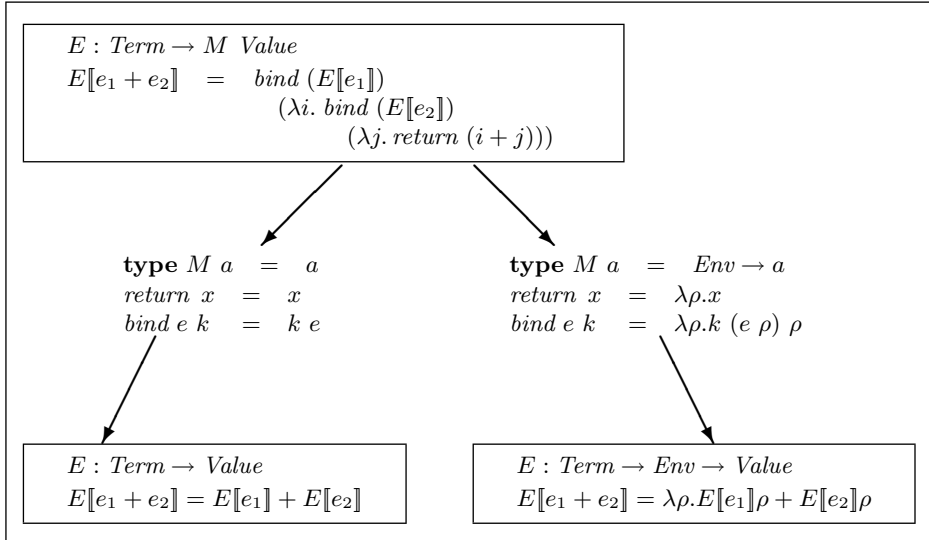 E : Term → M Value
E⟦e₁ + e₂⟧ = bind (E⟦e₁⟧)
(λi. bind (E⟦e₂⟧)
(λj. return (i + j)))
type M a = a
return x = x
bind e k = k e
type M a = Env → a
return x = λρ.x
bind e k = λρ.k (e ρ) ρ
E : Term → Value
E⟦e₁ + e₂⟧ = E⟦e₁⟧ + E⟦e₂⟧
E : Term → Env → Value
E⟦e₁ + e₂⟧ = λρ.E⟦e₁⟧ρ + E⟦e₂⟧ρ